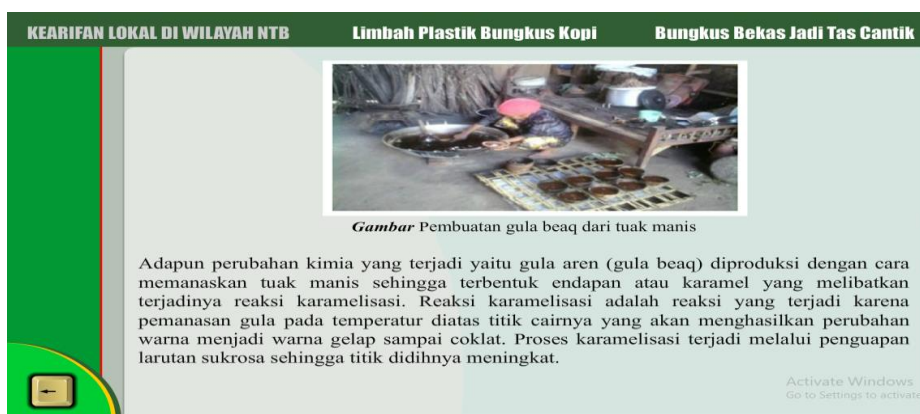 KEARIFAN LOKAL DI WILAYAH NTB Limbah Plastik Bungkus Kopi Bungkus Bekas Jadi Tas Cantik
Gambar Pembuatan gula beaq dari tuak manis
Adapun perubahan kimia yang terjadi yaitu gula aren (gula beaq) diproduksi dengan cara
memanaskan tuak manis sehingga terbentuk endapan atau karamel yang melibatkan
terjadinya reaksi karamelisasi. Reaksi karamelisasi adalah reaksi yang terjadi karena
pemanasan gula pada temperatur diatas titik cairnya yang akan menghasilkan perubahan
warna menjadi warna gelap sampai coklat. Proses karamelisasi terjadi melalui penguapan
larutan sukrosa sehingga titik didihnya meningkat.
Activate Windows
Go to Settings to activate